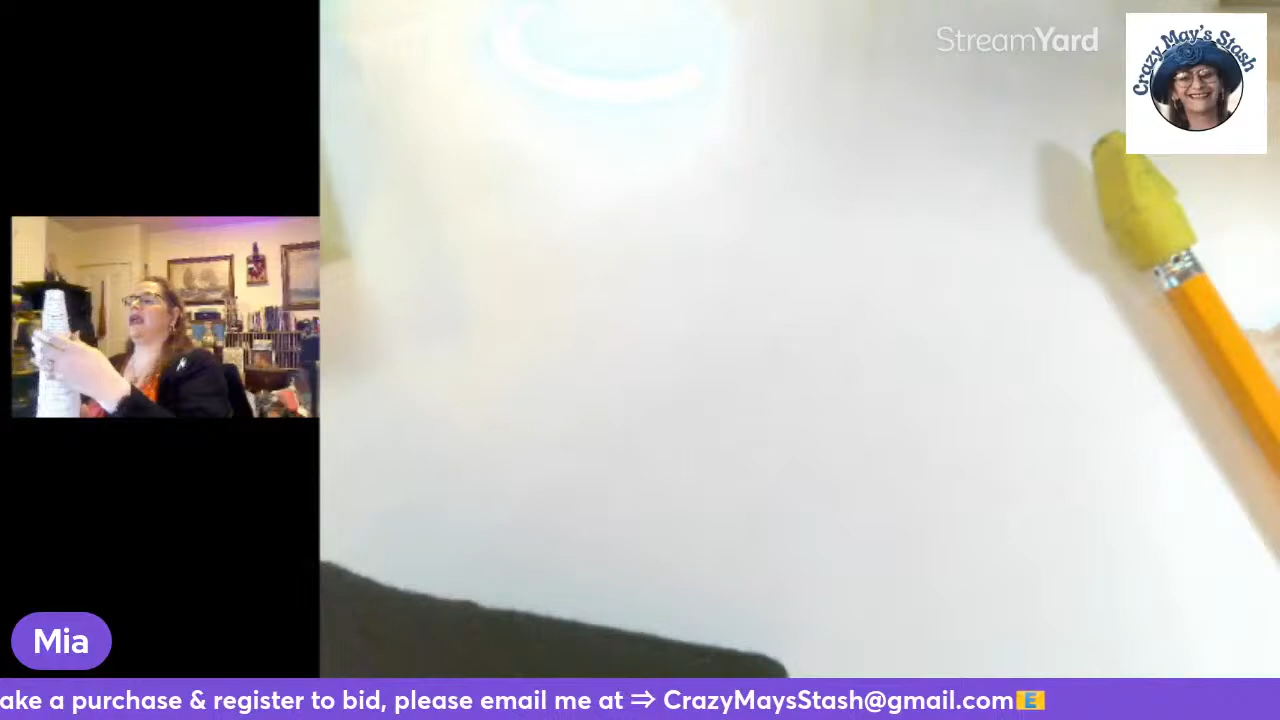 StreamYard
Crazy May's Stash
Mia
ake a purchase & register to bid, please email me at ⇒ CrazyMaysStash@gmail.com📧